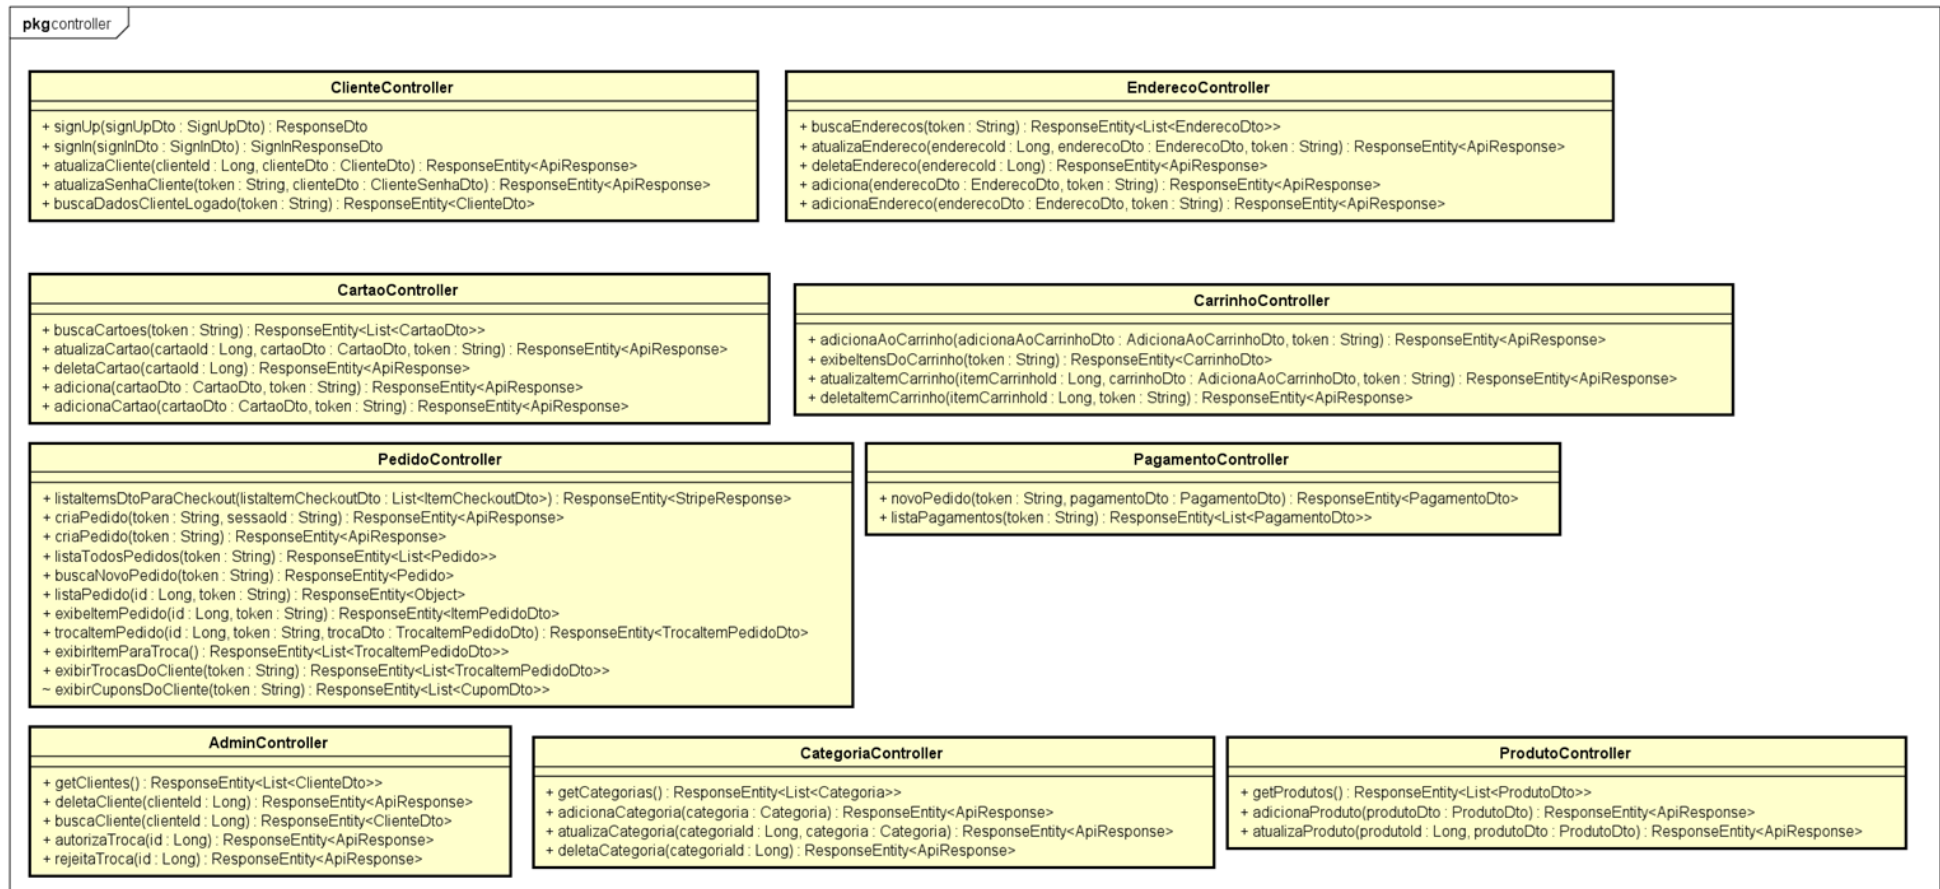 pkg controller
ClienteController
+ signUp(signUpDto : SignUpDto) : ResponseDto
+ signIn(signInDto : SignInDto) : SignInResponseDto
+ atualizaCliente(clienteId : Long, clienteDto : ClienteDto) : ResponseEntity<ApiResponse>
+ atualizaSenhaCliente(token : String, clienteDto : ClienteSenhaDto) : ResponseEntity<ApiResponse>
+ buscaDadosClienteLogado(token : String) : ResponseEntity<ClienteDto>
EnderecoController
+ buscaEnderecos(token : String) : ResponseEntity<List<EnderecoDto>>
+ atualizaEndereco(enderecoId : Long, enderecoDto : EnderecoDto, token : String) : ResponseEntity<ApiResponse>
+ deletaEndereco(enderecoId : Long) : ResponseEntity<ApiResponse>
+ adiciona(enderecoDto : EnderecoDto, token : String) : ResponseEntity<ApiResponse>
+ adicionaEndereco(enderecoDto : EnderecoDto, token : String) : ResponseEntity<ApiResponse>
CartaoController
+ buscaCartoes(token : String) : ResponseEntity<List<CartaoDto>>
+ atualizaCartao(cartaoId : Long, cartaoDto : CartaoDto, token : String) : ResponseEntity<ApiResponse>
+ deletaCartao(cartaoId : Long) : ResponseEntity<ApiResponse>
+ adiciona(cartaoDto : CartaoDto, token : String) : ResponseEntity<ApiResponse>
+ adicionaCartao(cartaoDto : CartaoDto, token : String) : ResponseEntity<ApiResponse>
CarrinhoController
+ adicionaAoCarrinho(adicionaAoCarrinhoDto : AdicionaAoCarrinhoDto, token : String) : ResponseEntity<ApiResponse>
+ exibeItensDoCarrinho(token : String) : ResponseEntity<CarrinhoDto>
+ atualizaItemCarrinho(itemCarrinhoId : Long, carrinhoDto : AdicionaAoCarrinhoDto, token : String) : ResponseEntity<ApiResponse>
+ deletaItemCarrinho(itemCarrinhoId : Long, token : String) : ResponseEntity<ApiResponse>
PedidoController
+ listaItemsDtoParaCheckout(listaItemCheckoutDto : List<ItemCheckoutDto>) : ResponseEntity<StripeResponse>
+ criaPedido(token : String, sessaoId : String) : ResponseEntity<ApiResponse>
+ criaPedido(token : String) : ResponseEntity<ApiResponse>
+ listaTodosPedidos(token : String) : ResponseEntity<List<Pedido>>
+ buscaNovoPedido(token : String) : ResponseEntity<Pedido>
+ listaPedido(id : Long, token : String) : ResponseEntity<Object>
+ exibeItemPedido(id : Long, token : String) : ResponseEntity<ItemPedidoDto>
+ trocaItemPedido(id : Long, token : String, trocaDto : TrocaItemPedidoDto) : ResponseEntity<TrocaItemPedidoDto>
+ exibirItemParaTroca() : ResponseEntity<List<TrocaItemPedidoDto>>
+ exibirTrocasDoCliente(token : String) : ResponseEntity<List<TrocaItemPedidoDto>>
~ exibirCuponsDoCliente(token : String) : ResponseEntity<List<CupomDto>>
PagamentoController
+ novoPedido(token : String, pagamentoDto : PagamentoDto) : ResponseEntity<PagamentoDto>
+ listaPagamentos(token : String) : ResponseEntity<List<PagamentoDto>>
AdminController
+ getClientes() : ResponseEntity<List<ClienteDto>>
+ deletaCliente(clienteId : Long) : ResponseEntity<ApiResponse>
+ buscaCliente(clienteId : Long) : ResponseEntity<ClienteDto>
+ autorizaTroca(id : Long) : ResponseEntity<ApiResponse>
+ rejeitaTroca(id : Long) : ResponseEntity<ApiResponse>
CategoriaController
+ getCategorias() : ResponseEntity<List<Categoria>>
+ adicionaCategoria(categoria : Categoria) : ResponseEntity<ApiResponse>
+ atualizaCategoria(categoriaId : Long, categoria : Categoria) : ResponseEntity<ApiResponse>
+ deletaCategoria(categoriaId : Long) : ResponseEntity<ApiResponse>
ProdutoController
+ getProdutos() : ResponseEntity<List<ProdutoDto>>
+ adicionaProduto(produtoDto : ProdutoDto) : ResponseEntity<ApiResponse>
+ atualizaProduto(produtoId : Long, produtoDto : ProdutoDto) : ResponseEntity<ApiResponse>